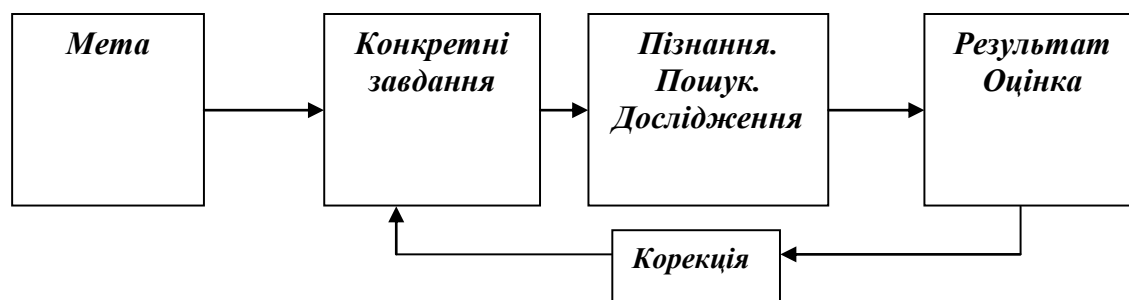 Мета
Конкретні
завдання
Пізнання.
Пошук.
Дослідження
Результат
Оцінка
Корекція